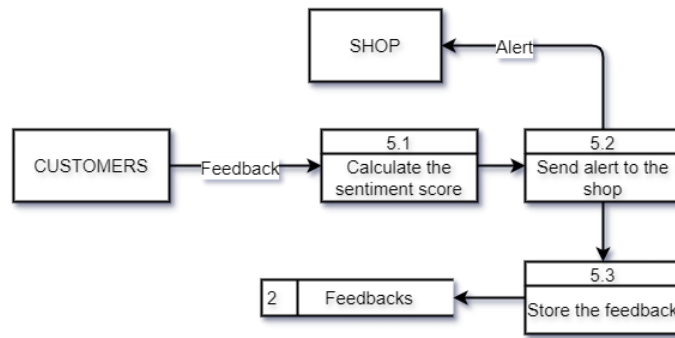 SHOP
Alert
CUSTOMERS
Feedback
5.1
Calculate the
sentiment score
5.2
Send alert to the
shop
5.3
Store the feedback
2
Feedbacks